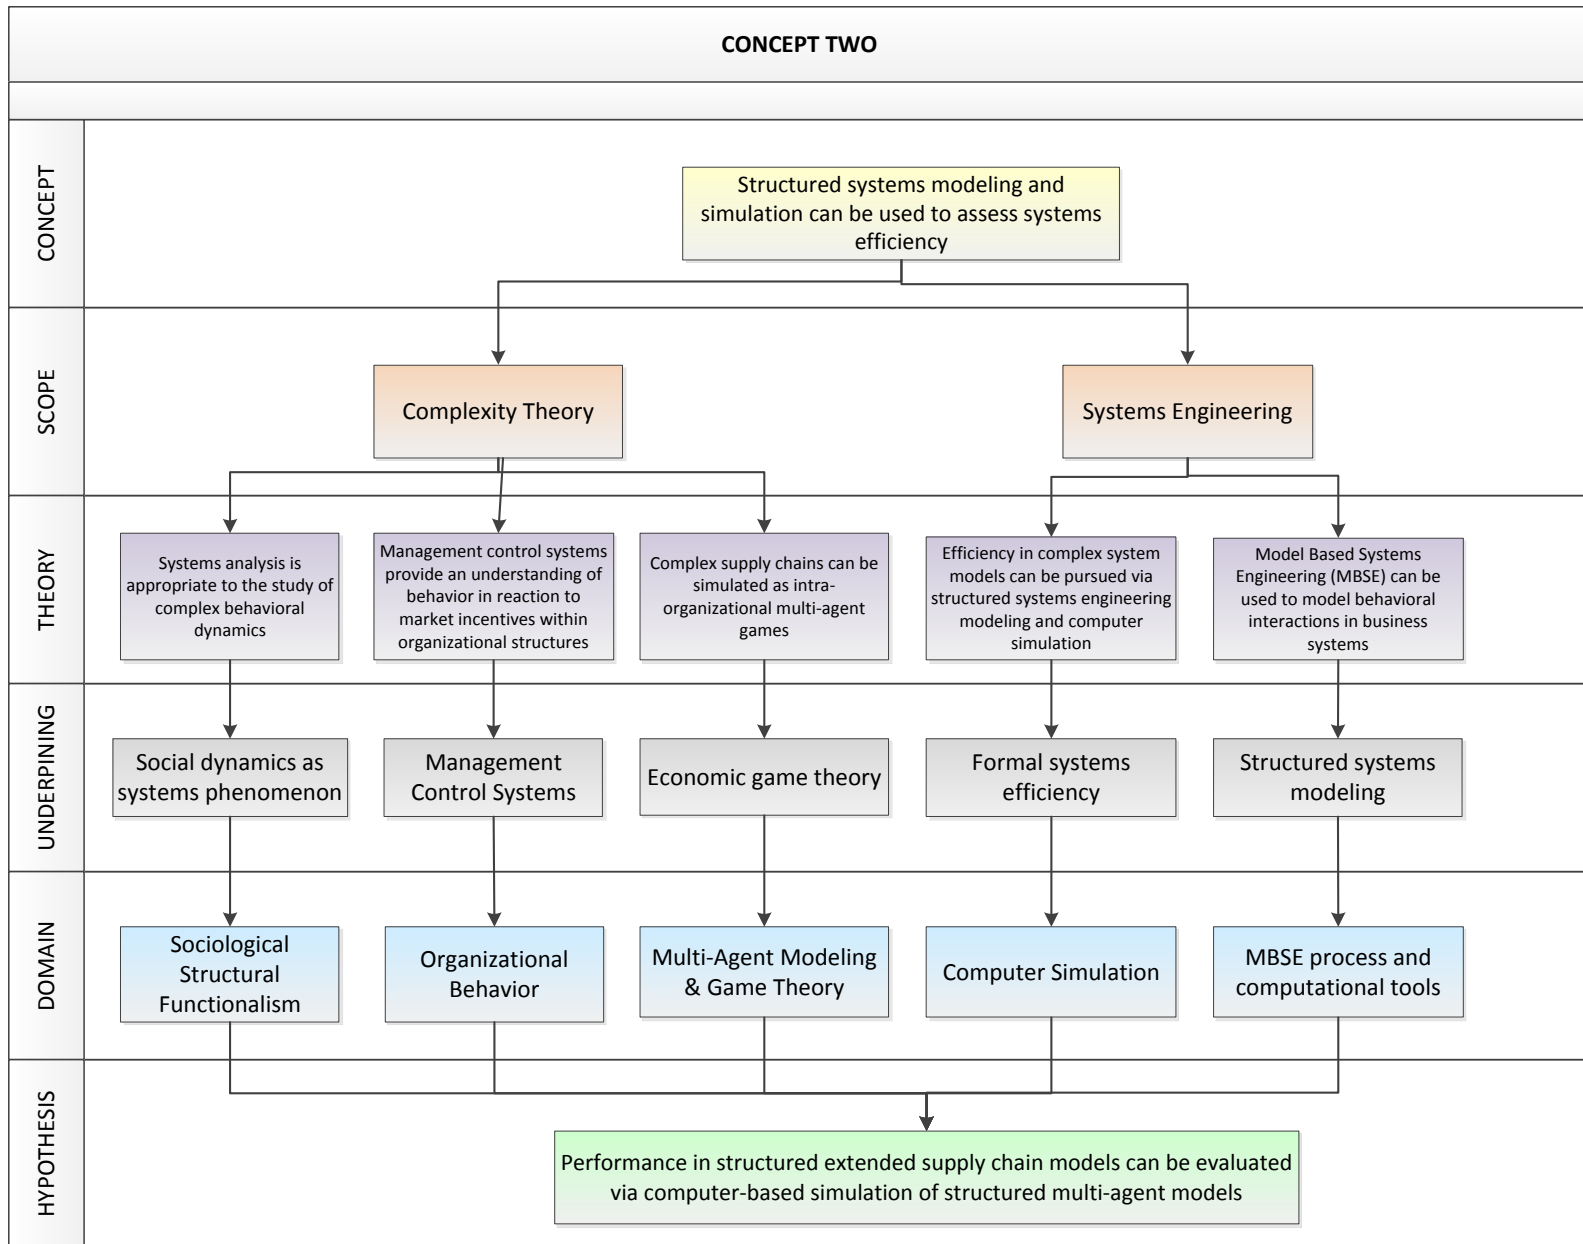 CONCEPT TWO
CONCEPT
Structured systems modeling and
simulation can be used to assess systems
efficiency
SCOPE
Complexity Theory
Systems Engineering
THEORY
Systems analysis is
appropriate to the study of
complex behavioral
dynamics
Management control systems
provide an understanding of
behavior in reaction to
market incentives within
organizational structures
Complex supply chains can be
simulated as intra-
organizational multi-agent
games
Efficiency in complex system
models can be pursued via
structured systems engineering
modeling and computer
simulation
Model Based Systems
Engineering (MBSE) can be
used to model behavioral
interactions in business
systems
UNDERPINING
Social dynamics as
systems phenomenon
Management
Control Systems
Economic game theory
Formal systems
efficiency
Structured systems
modeling
DOMAIN
Sociological
Structural
Functionalism
Organizational
Behavior
Multi-Agent Modeling
& Game Theory
Computer Simulation
MBSE process and
computational tools
HYPOTHESIS
Performance in structured extended supply chain models can be evaluated
via computer-based simulation of structured multi-agent models